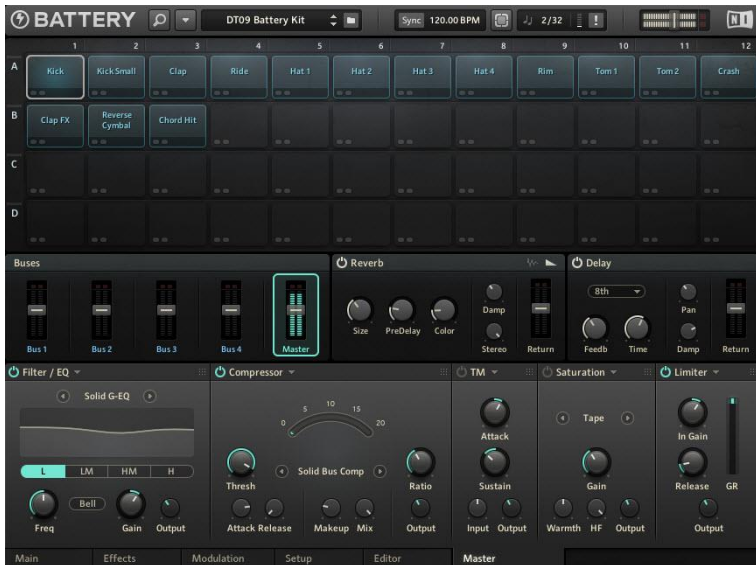 BATTERY DT09 Battery Kit Sync 120.00 BPM 2/32 !
1 2 3 4 5 6 7 8 9 10 11 12
A Kick Kick Small Clap Ride Hat 1 Hat 2 Hat 3 Hat 4 Rim Tom 1 Tom 2 Crash
B Clap FX Reverse Cymbal Chord Hit
C
D
Buses
Bus 1 Bus 2 Bus 3 Bus 4 Master
Reverb
Size PreDelay Color
Damp
Stereo Return
Delay
8th
Feedb Time
Pan
Damp Return
Filter / EQ
Solid G-EQ
L LM HM H
Bell
Freq Gain Output
Compressor
0 5 10 15 20
Thresh Solid Bus Comp Ratio
Attack Release Makeup Mix Output
TM
Attack
Sustain
Input Output
Saturation
Tape
Gain
Warmth HF Output
Limiter
In Gain
Release GR
Output
Main Effects Modulation Setup Editor Master